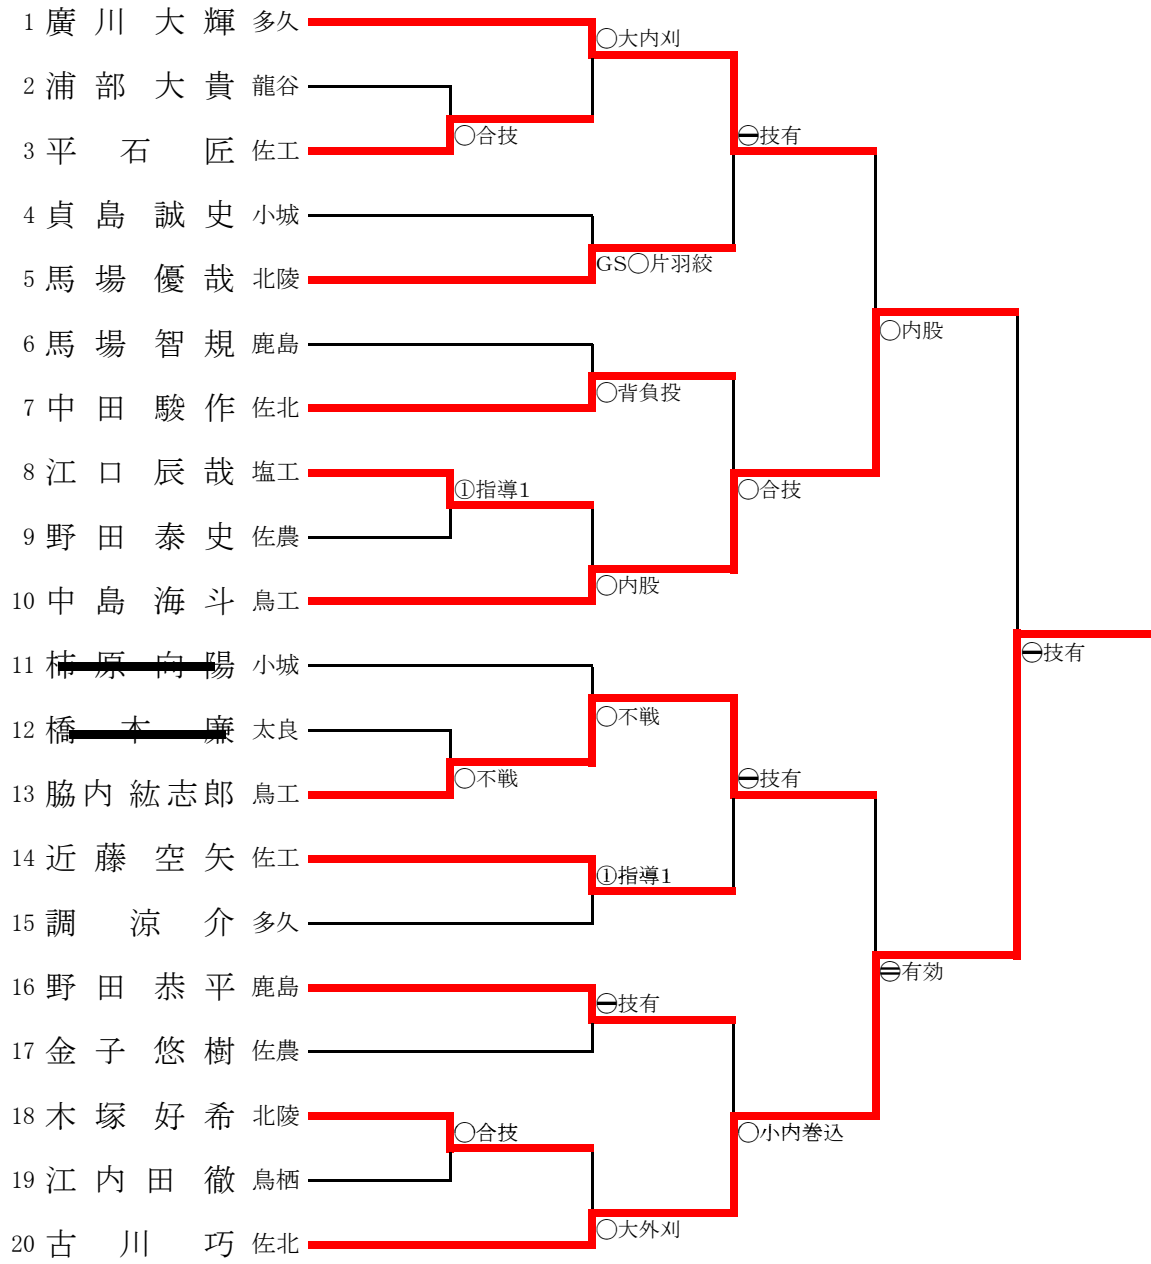 1 廣川大輝 多久
○大内刈
2 浦部大貴 龍谷
○合技
⊖技有
3 平石匠 佐工
4 貞島誠史 小城
GS○片羽絞
5 馬場優哉 北陵
○内股
6 馬場智規 鹿島
○背負投
7 中田駿作 佐北
8 江口辰哉 塩工
①指導1
○合技
9 野田泰史 佐農
○内股
10 中島海斗 鳥工
⊖技有
11 柿原向陽 小城
○不戦
12 橋本廉 太良
○不戦
⊖技有
13 脇内紘志郎 鳥工
14 近藤空矢 佐工
①指導1
15 調涼介 多久
㊁有効
16 野田恭平 鹿島
⊖技有
17 金子悠樹 佐農
18 木塚好希 北陵
○合技
○小内巻込
19 江内田徹 鳥栖
○大外刈
20 古川巧 佐北